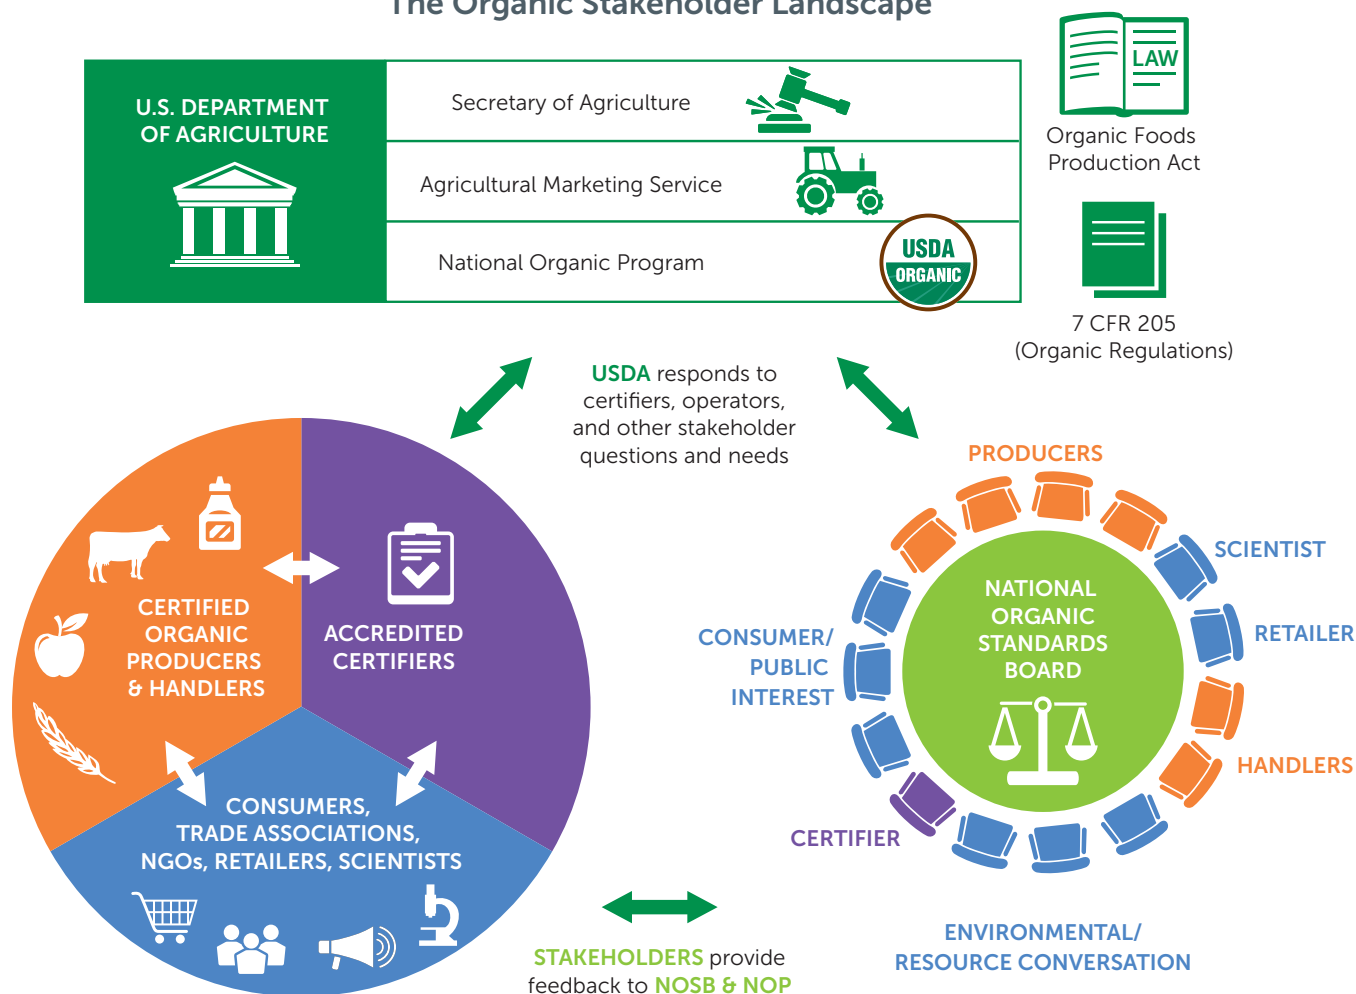 The Organic Stakeholder Landscape
U.S. DEPARTMENT
OF AGRICULTURE
Secretary of Agriculture
Agricultural Marketing Service
National Organic Program
USDA
ORGANIC
LAW
Organic Foods
Production Act
7 CFR 205
(Organic Regulations)
USDA responds to
certifiers, operators,
and other stakeholder
questions and needs
CERTIFIED
ORGANIC
PRODUCERS
& HANDLERS
ACCREDITED
CERTIFIERS
CONSUMERS,
TRADE ASSOCIATIONS,
NGOs, RETAILERS, SCIENTISTS
PRODUCERS
SCIENTIST
RETAILER
HANDLERS
NATIONAL
ORGANIC
STANDARDS
BOARD
CONSUMER/
PUBLIC
INTEREST
CERTIFIER
ENVIRONMENTAL/
RESOURCE CONVERSATION
STAKEHOLDERS provide
feedback to NOSB & NOP